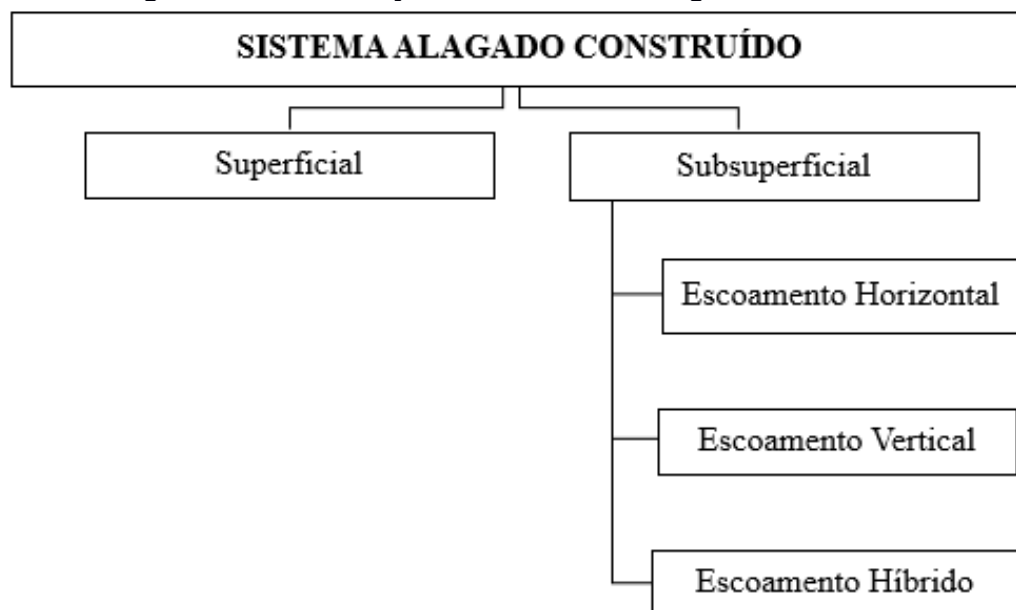 SISTEMA ALAGADO CONSTRUÍDO
Superficial
Subsuperficial
Escoamento Horizontal
Escoamento Vertical
Escoamento Híbrido